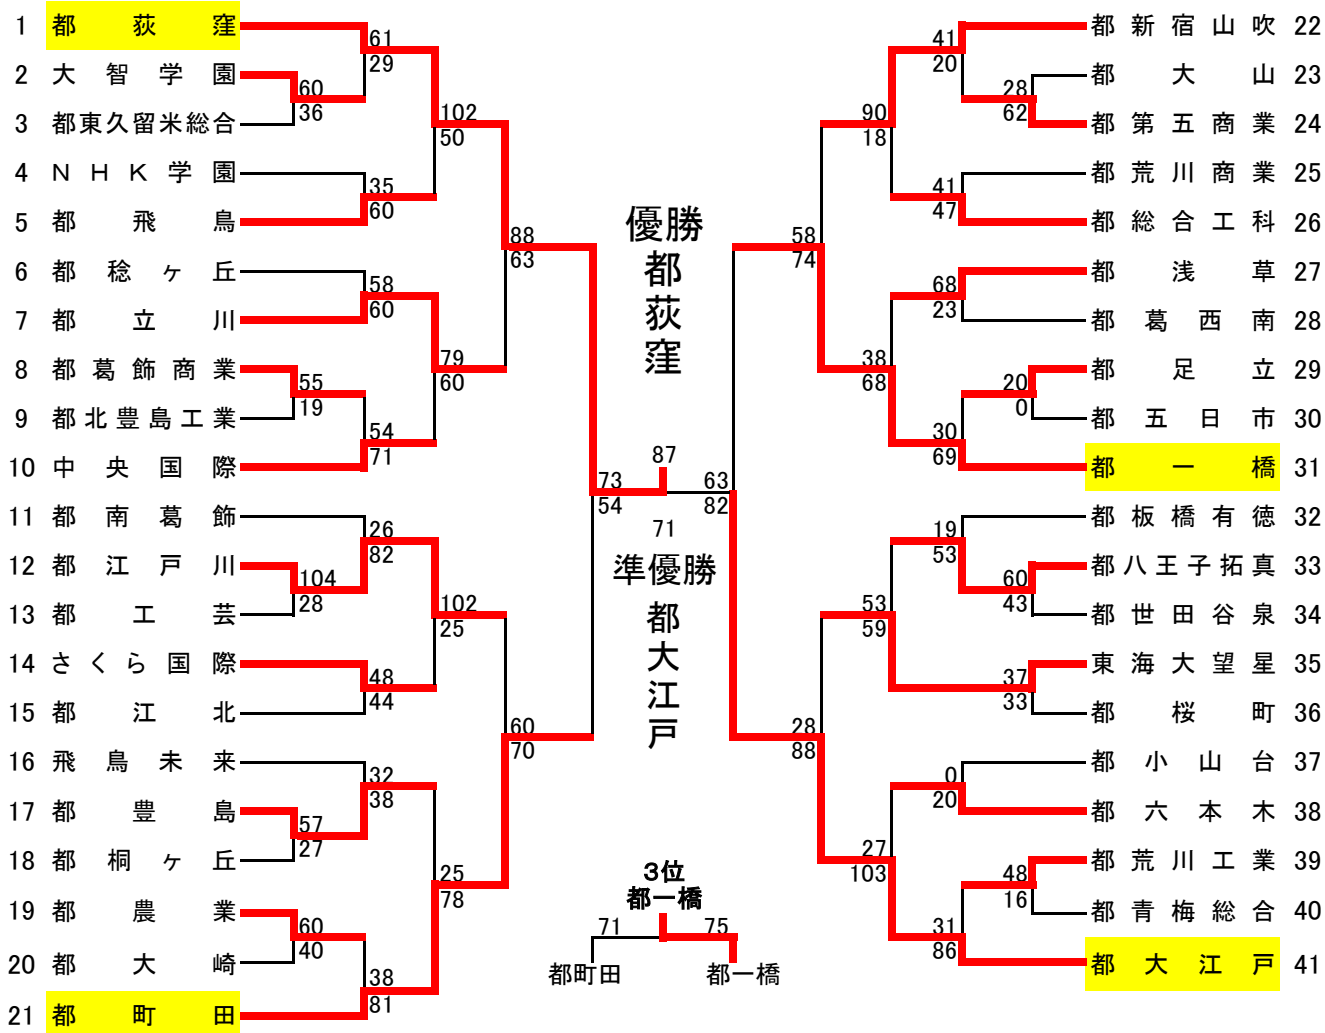 1 都荻窪
2 大智学園
3 都東久留米総合
4 ＮＨＫ学園
5 都飛鳥
6 都稔ヶ丘
7 都立川
8 都葛飾商業
9 都北豊島工業
10 中央国際
11 都南葛飾
12 都江戸川
13 都工芸
14 さくら国際
15 都江北
16 飛鳥未来
17 都豊島
18 都桐ヶ丘
19 都農業
20 都大崎
21 都町田
60
36
55
19
104
28
57
27
60
40
61
29
35
60
58
60
54
71
26
82
48
44
32
38
38
81
102
50
79
60
102
25
25
78
88
63
60
70
73
54
優勝
都荻窪
87
71
準優勝
都大江戸
3位
都一橋
71
75
都町田
都一橋
63
82
58
74
28
88
90
18
38
68
53
59
27
103
41
20
41
47
68
23
30
69
19
53
0
20
31
86
28
62
20
0
60
43
37
33
48
16
都新宿山吹 22
都大山 23
都第五商業 24
都荒川商業 25
都総合工科 26
都浅草 27
都葛西南 28
都足立 29
都五日市 30
都一橋 31
都板橋有徳 32
都八王子拓真 33
都世田谷泉 34
東海大望星 35
都桜町 36
都小山台 37
都六本木 38
都荒川工業 39
都青梅総合 40
都大江戸 41